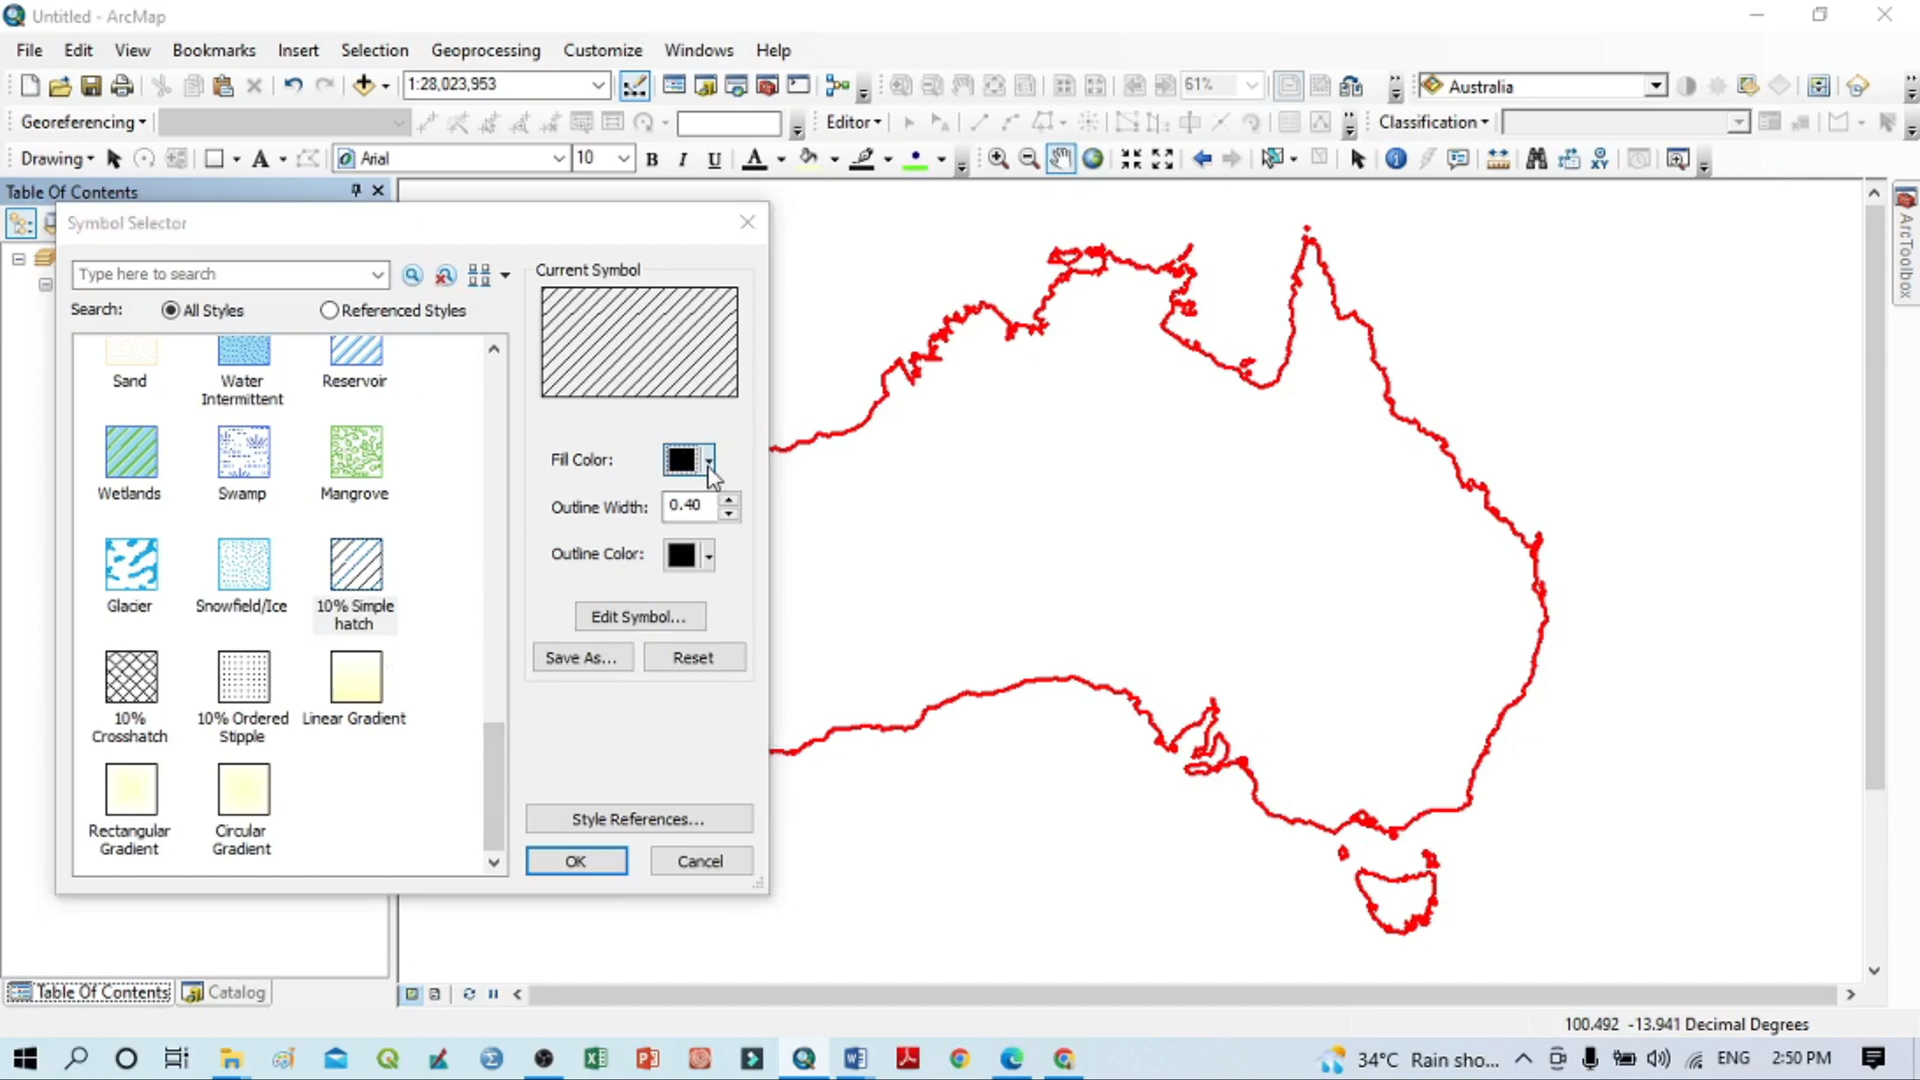 Untitled - ArcMap
File Edit View Bookmarks Insert Selection Geoprocessing Customize Windows Help
1:28,023,953 61% Australia
Georeferencing Editor Classification
Drawing A Arial 10 B I U A
Table Of Contents
Symbol Selector
Type here to search
Search: All Styles Referenced Styles
Sand Water Intermittent Reservoir
Wetlands Swamp Mangrove
Glacier Snowfield/Ice 10% Simple hatch
10% Crosshatch 10% Ordered Stipple Linear Gradient
Rectangular Gradient Circular Gradient
Current Symbol
Fill Color:
Outline Width: 0.40
Outline Color:
Edit Symbol...
Save As... Reset
Style References...
OK Cancel
ArcToolbox
Table Of Contents Catalog
100.492 -13.941 Decimal Degrees
34°C Rain sho... ENG 2:50 PM